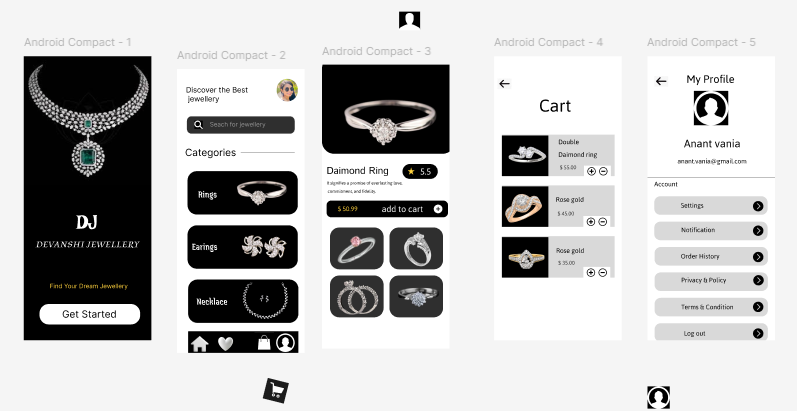 Android Compact - 1
DJ
DEVANSHI JEWELLERY
Find Your Dream Jewellery
Get Started
Android Compact - 2
Discover the Best
jewellery
Seach for jewellery
Categories
Rings
Earings
Necklace
Android Compact - 3
Daimond Ring
5.5
It signifies a promise of everlasting love,
commitment, and fidelity.
$ 50.99
add to cart
Android Compact - 4
Cart
Double
Daimond ring
$ 55.00
Rose gold
$ 45.00
Rose gold
$ 35.00
Android Compact - 5
My Profile
Anant vania
anant.vania@gmail.com
Account
Settings
Notification
Order History
Privacy & Policy
Terms & Condition
Log out